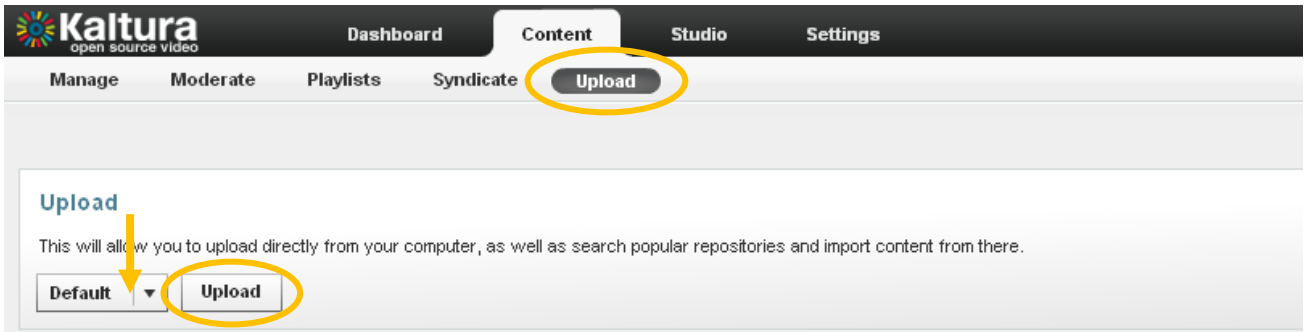 Kaltura
open source video
Dashboard Content Studio Settings
Manage Moderate Playlists Syndicate Upload
Upload
This will allow you to upload directly from your computer, as well as search popular repositories and import content from there.
Default Upload